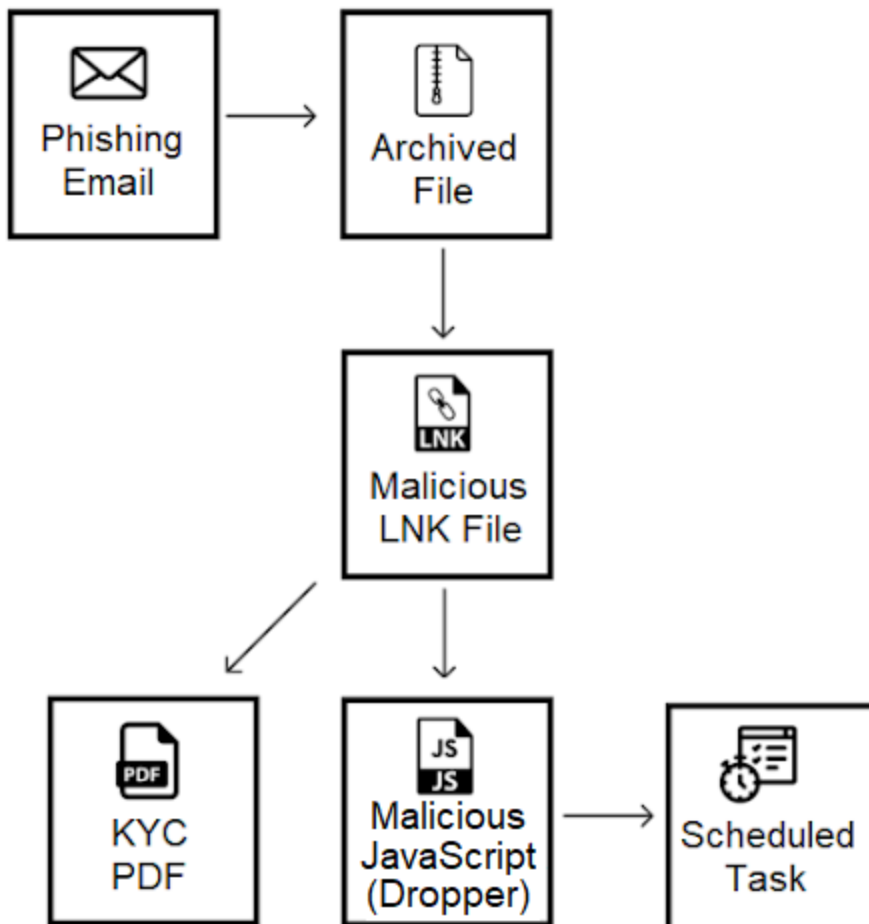 Phishing
Email
Archived
File
LNK
Malicious
LNK File
PDF
KYC
PDF
JS
JS
Malicious
JavaScript
(Dropper)
Scheduled
Task